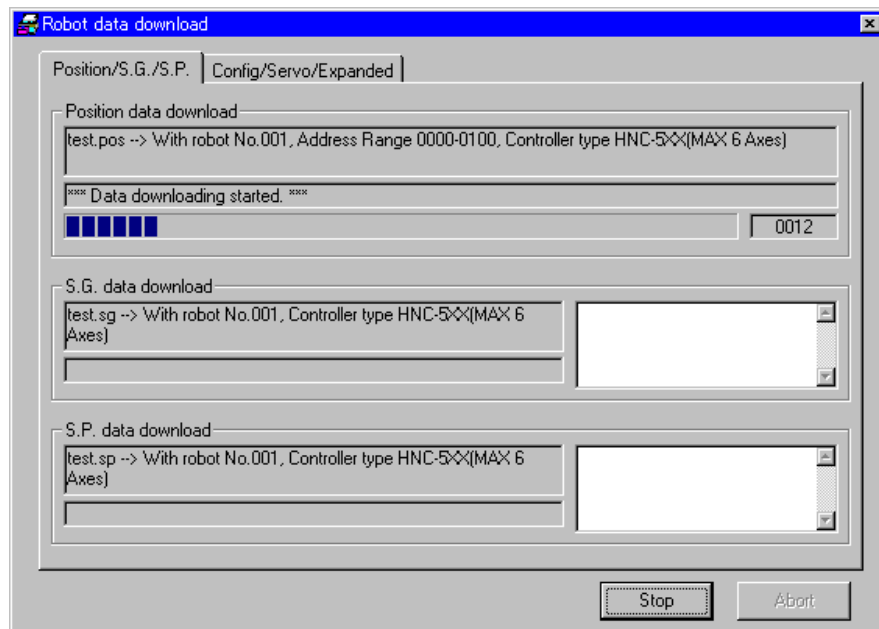 Robot data download
Position/S.G./S.P.
Config/Servo/Expanded
Position data download
test.pos --> With robot No.001, Address Range 0000-0100, Controller type HNC-5XX(MAX 6 Axes)
*** Data downloading started. ***
0012
S.G. data download
test.sg --> With robot No.001, Controller type HNC-5XX(MAX 6
Axes)
S.P. data download
test.sp --> With robot No.001, Controller type HNC-5XX(MAX 6
Axes)
Stop
Abort